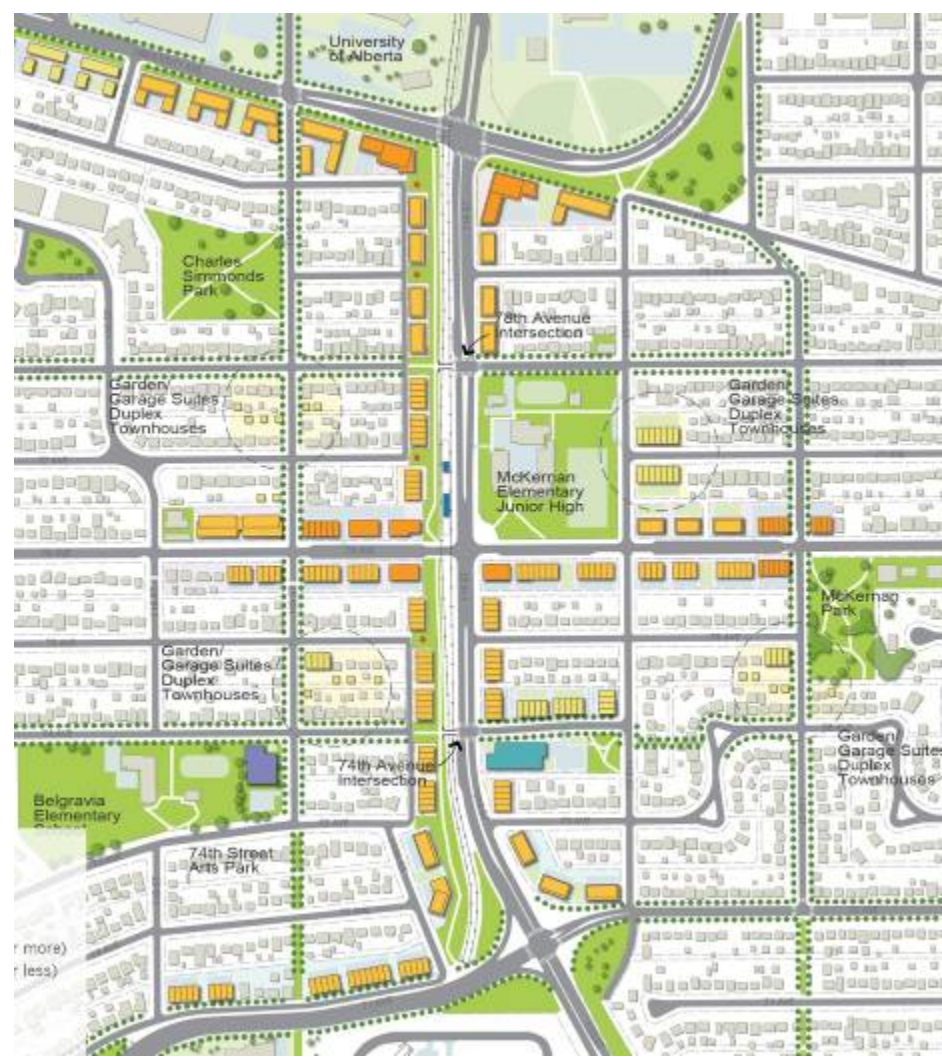 University
of Alberta
Charles
Simmonds
Park
78th Avenue
Intersection
Garden/
Garage Suites
Duplex
Townhouses
Garden/
Garage Suites
Duplex
Townhouses
McKernan
Elementary
Junior High
McKernan
Park
Garden/
Garage Suites /
Duplex
Townhouses
74th Avenue
Intersection
Garden/
Garage Suites
Duplex
Townhouses
Belgravia
Elementary
School
74th Street
Arts Park
r more)
r less)